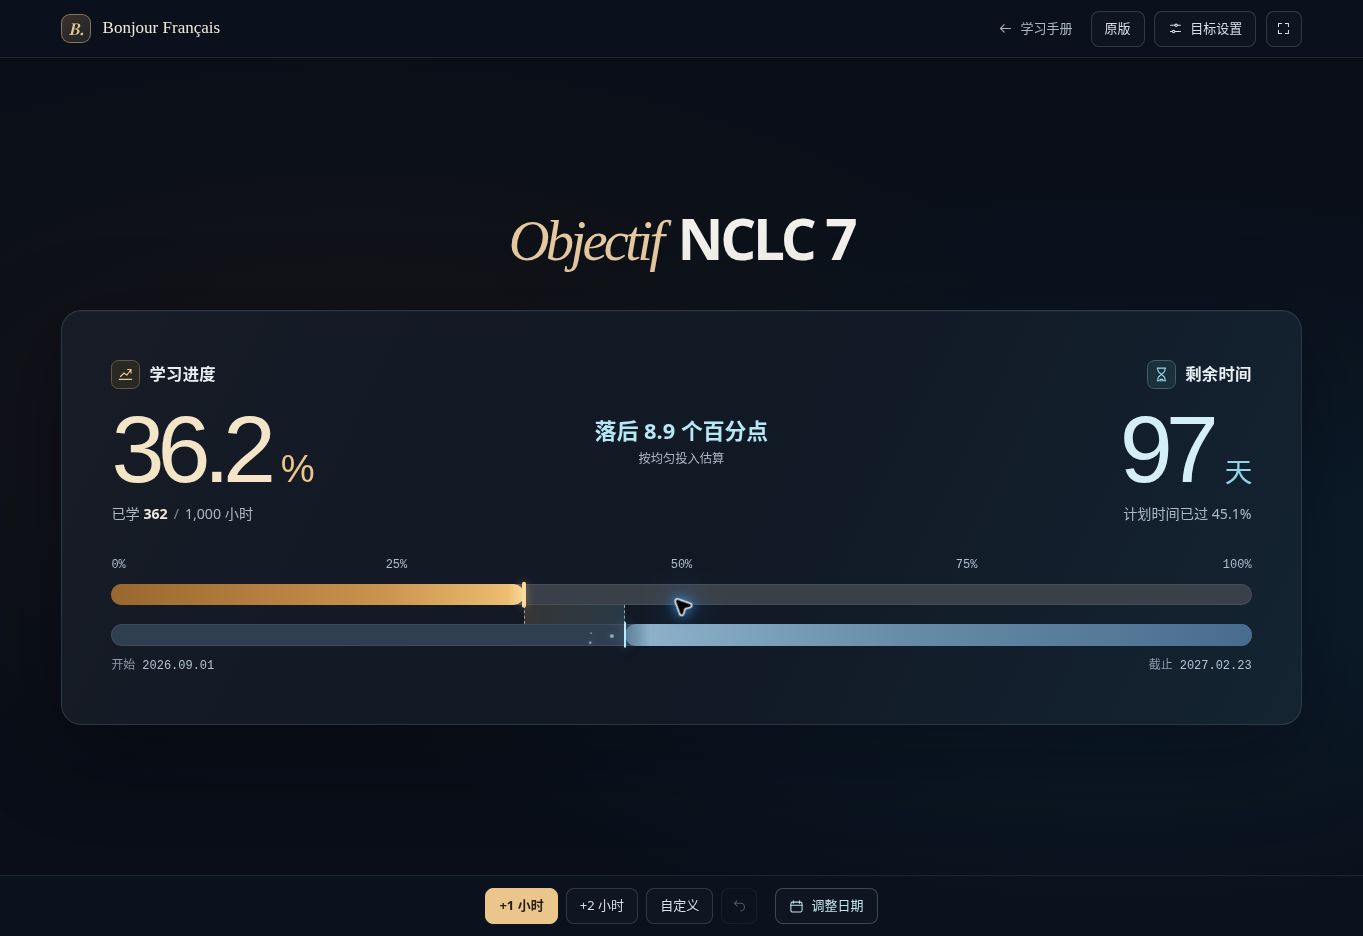 B. Bonjour Français
学习手册
原版
目标设置
Objectif NCLC 7
学习进度
剩余时间
36.2 %
落后 8.9 个百分点
按均匀投入估算
97 天
已学 362 / 1,000 小时
计划时间已过 45.1%
0% 25% 50% 75% 100%
开始 2026.09.01
截止 2027.02.23
+1 小时
+2 小时
自定义
调整日期